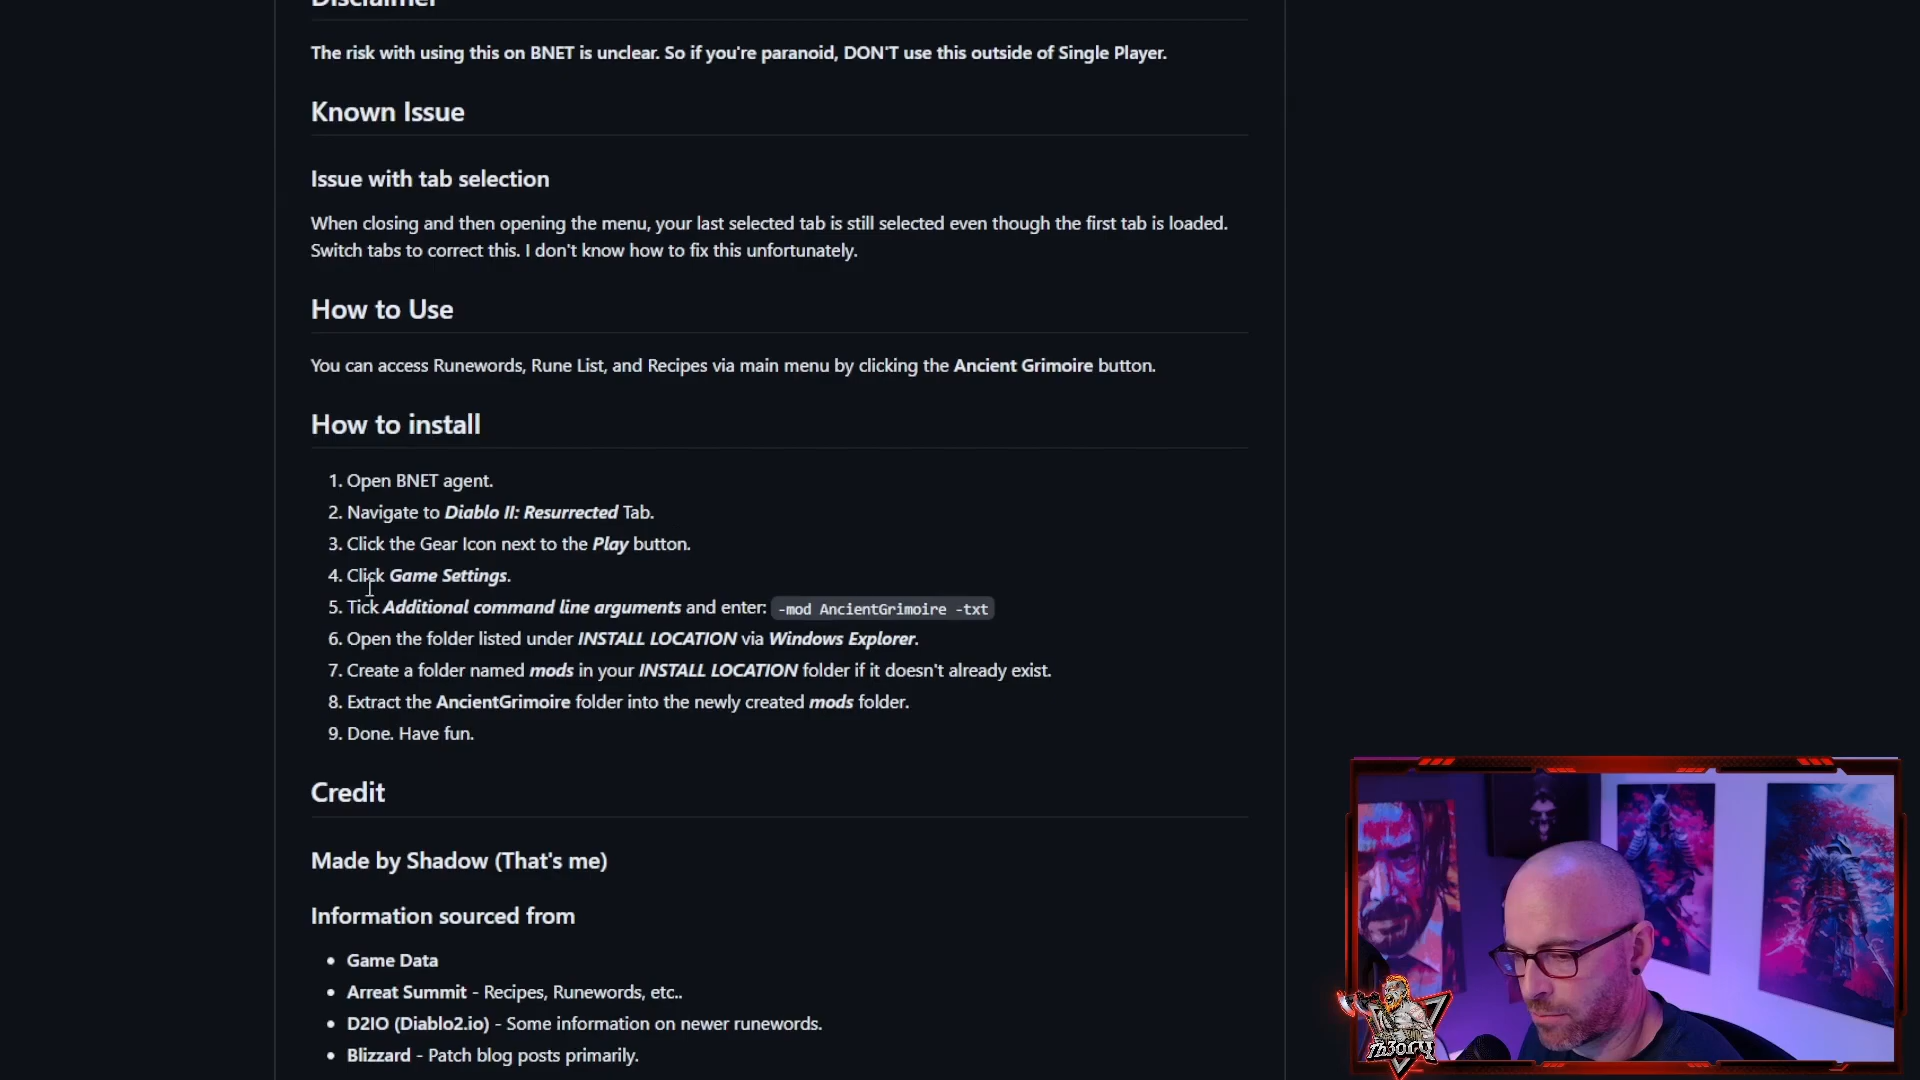 Disclaimer
The risk with using this on BNET is unclear. So if you're paranoid, DON'T use this outside of Single Player.
Known Issue
Issue with tab selection
When closing and then opening the menu, your last selected tab is still selected even though the first tab is loaded.
Switch tabs to correct this. I don't know how to fix this unfortunately.
How to Use
You can access Runewords, Rune List, and Recipes via main menu by clicking the Ancient Grimoire button.
How to install
1. Open BNET agent.
2. Navigate to Diablo II: Resurrected Tab.
3. Click the Gear Icon next to the Play button.
4. Click Game Settings.
5. Tick Additional command line arguments and enter: -mod AncientGrimoire -txt
6. Open the folder listed under INSTALL LOCATION via Windows Explorer.
7. Create a folder named mods in your INSTALL LOCATION folder if it doesn't already exist.
8. Extract the AncientGrimoire folder into the newly created mods folder.
9. Done. Have fun.
Credit
Made by Shadow (That's me)
Information sourced from
• Game Data
• Arreat Summit - Recipes, Runewords, etc..
• D2IO (Diablo2.io) - Some information on newer runewords.
• Blizzard - Patch blog posts primarily.
Th3ory